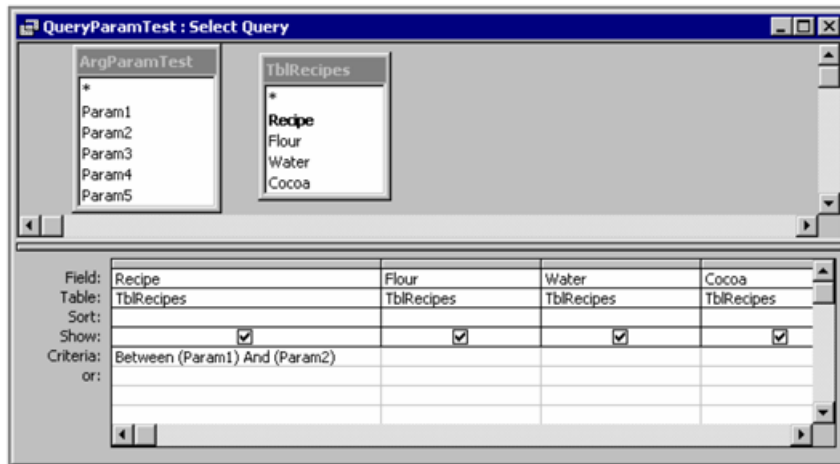 QueryParamTest : Select Query
ArgParamTest
*
Param1
Param2
Param3
Param4
Param5
TblRecipes
*
Recipe
Flour
Water
Cocoa
Field: Recipe Flour Water Cocoa
Table: TblRecipes TblRecipes TblRecipes TblRecipes
Sort:
Show:
Criteria: Between (Param1) And (Param2)
or: